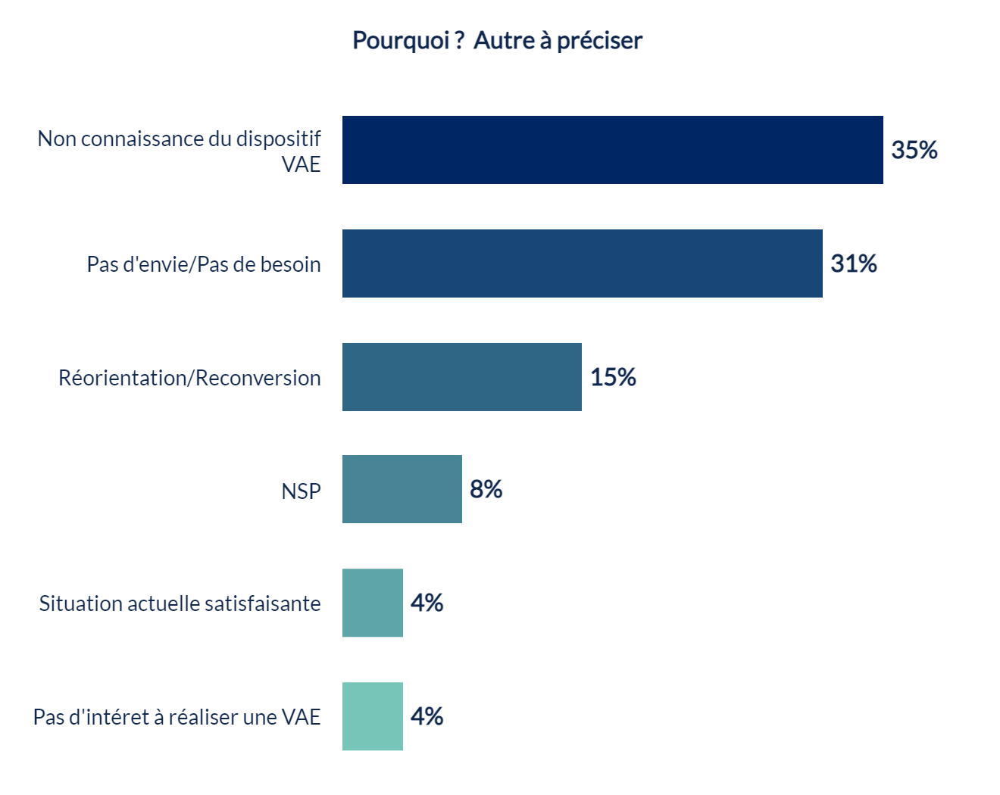 Pourquoi ? Autre à préciser
Non connaissance du dispositif
VAE
35%
Pas d'envie/Pas de besoin
31%
Réorientation/Reconversion
15%
NSP
8%
Situation actuelle satisfaisante
4%
Pas d'intéret à réaliser une VAE
4%